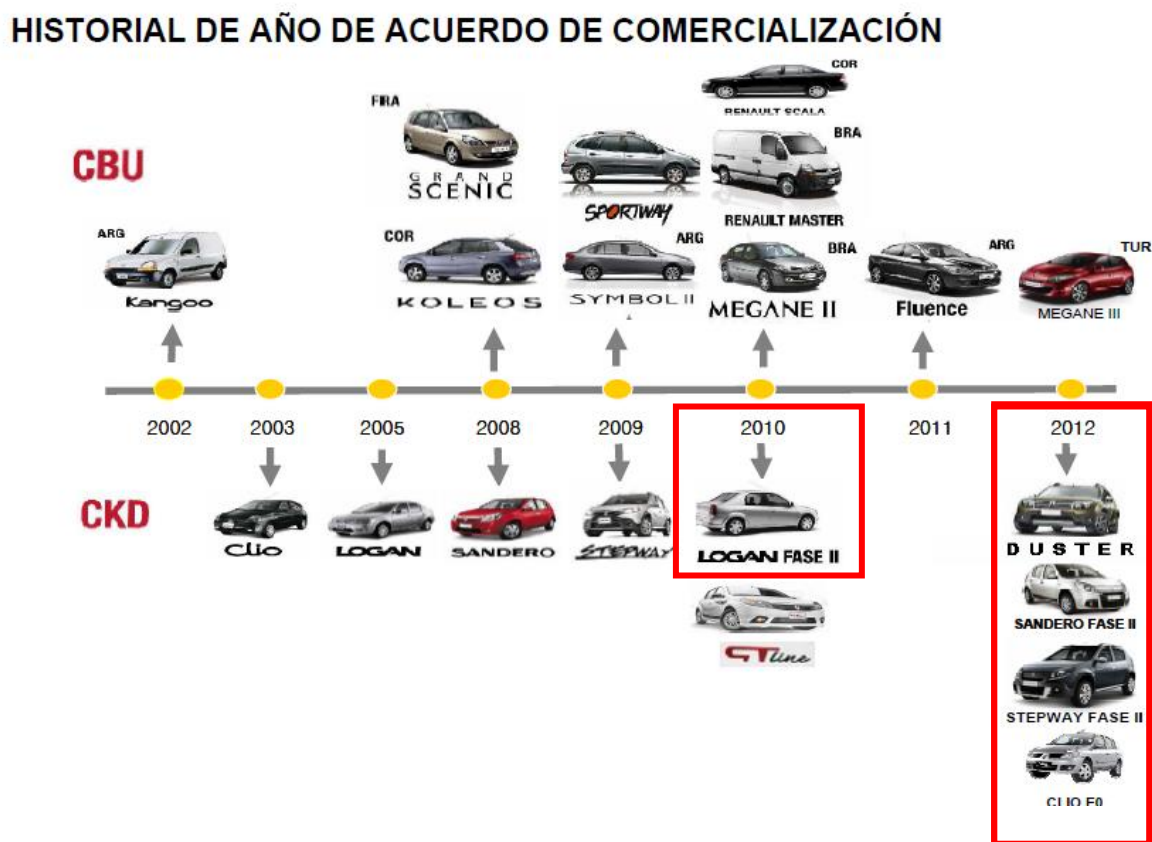 HISTORIAL DE AÑO DE ACUERDO DE COMERCIALIZACIÓN
COR
RENAULT SCALA
FIRA
GRAND
SCENIC
CBU
SPORTWAY
BRA
RENAULT MASTER
ARG
Kangoo
COR
KOLEOS
ARG
SYMBOL II
BRA
MEGANE II
ARG
Fluence
TUR
MEGANE III
2002
2003
2005
2008
2009
2010
2011
2012
CKD
Clio
LOGAN
SANDERO
STEPWAY
LOGAN FASE II
GTline
DUSTER
SANDERO FASE II
STEPWAY FASE II
CLIO F0